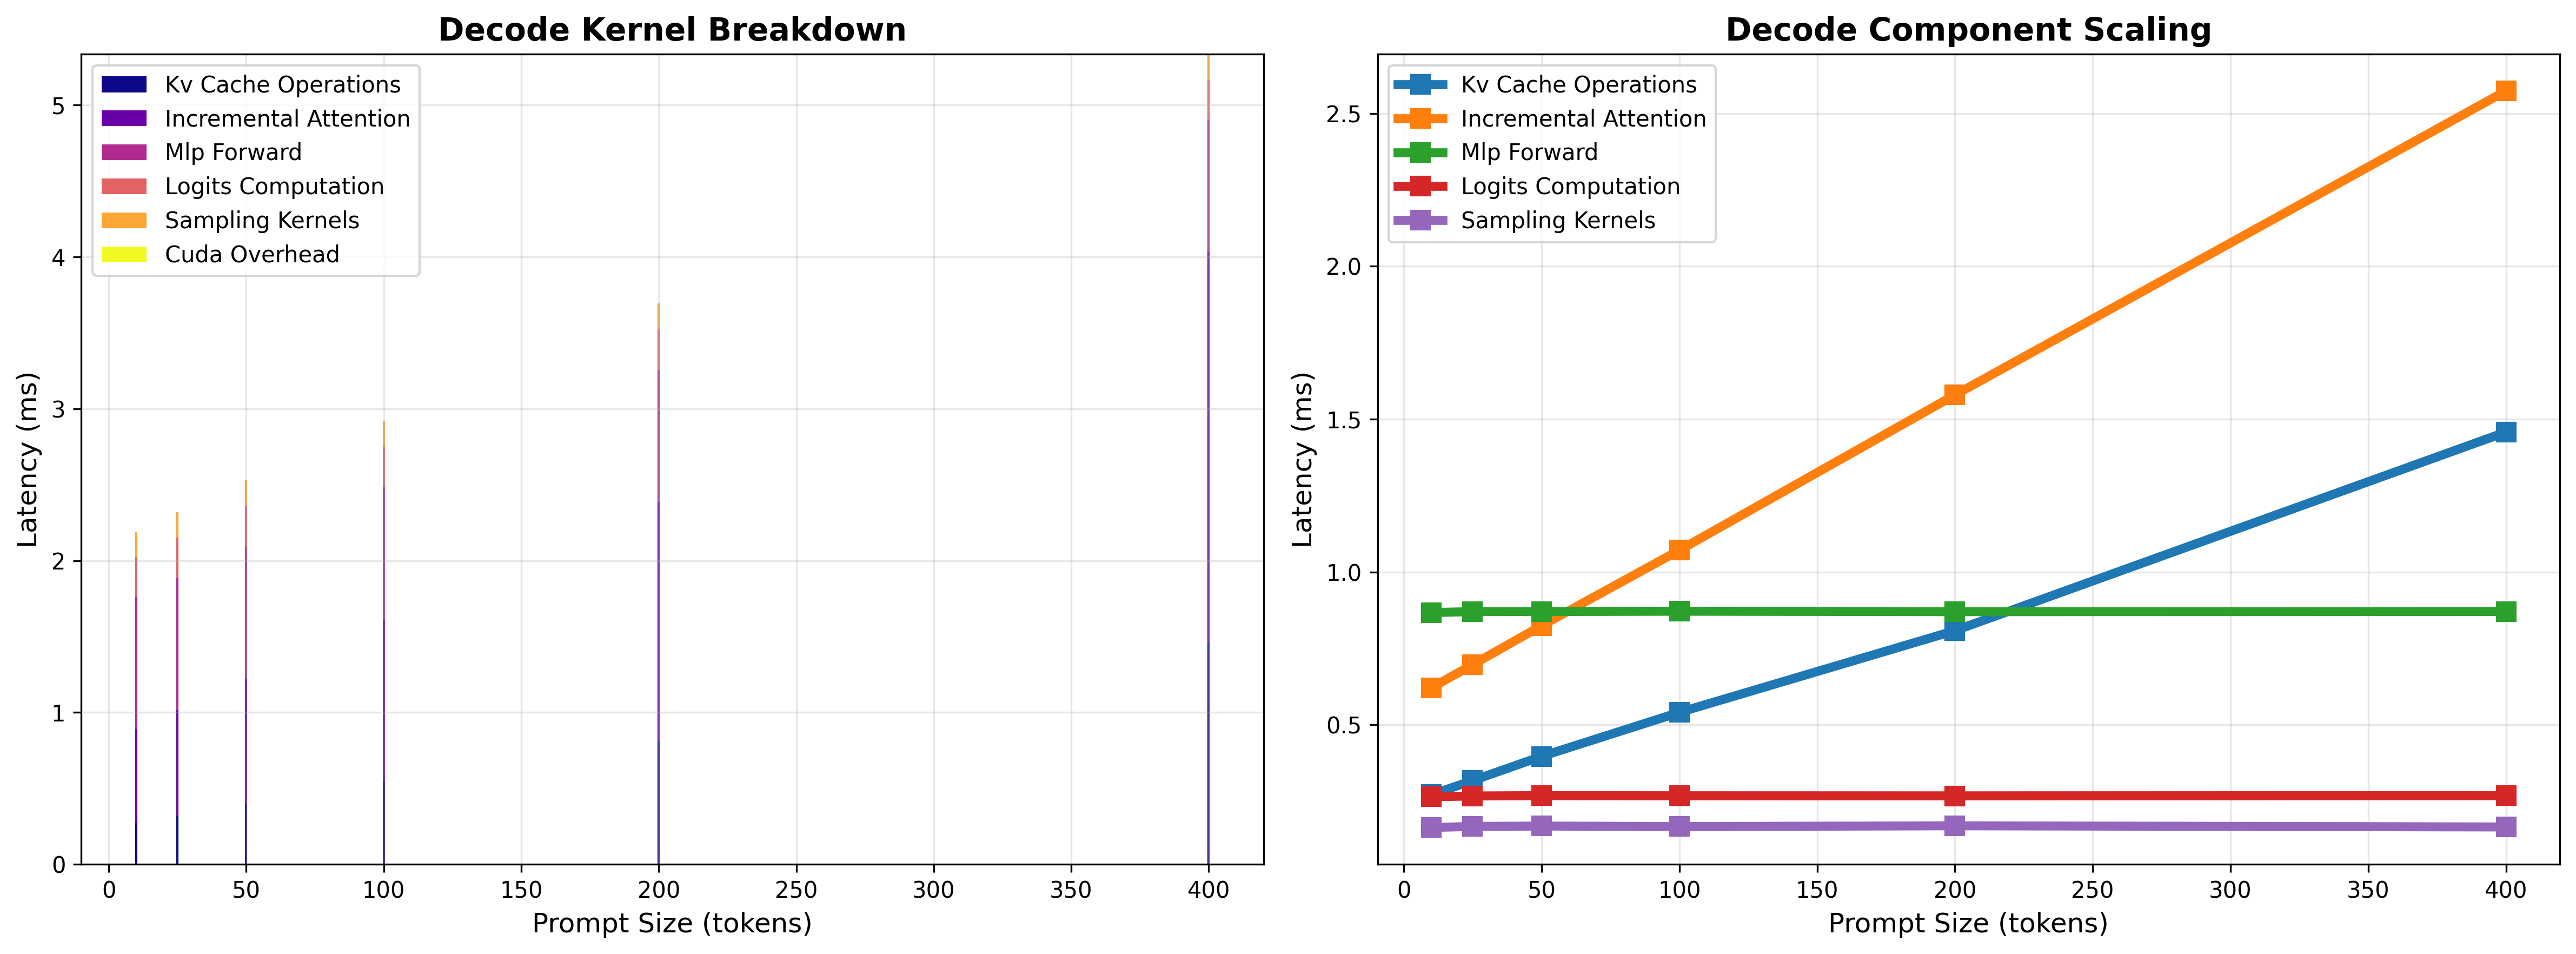 Decode Kernel Breakdown
Kv Cache Operations
Incremental Attention
Mlp Forward
Logits Computation
Sampling Kernels
Cuda Overhead
Latency (ms)
5
4
3
2
1
0
0 50 100 150 200 250 300 350 400
Prompt Size (tokens)
Decode Component Scaling
Kv Cache Operations
Incremental Attention
Mlp Forward
Logits Computation
Sampling Kernels
Latency (ms)
2.5
2.0
1.5
1.0
0.5
0 50 100 150 200 250 300 350 400
Prompt Size (tokens)